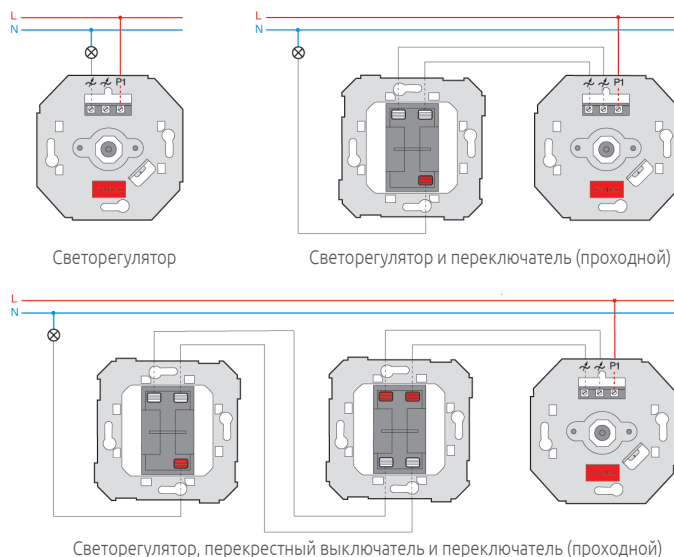 L
N
P1
Светорегулятор
L
N
P1
Светорегулятор и переключатель (проходной)
L
N
P1
Светорегулятор, перекрестный выключатель и переключатель (проходной)